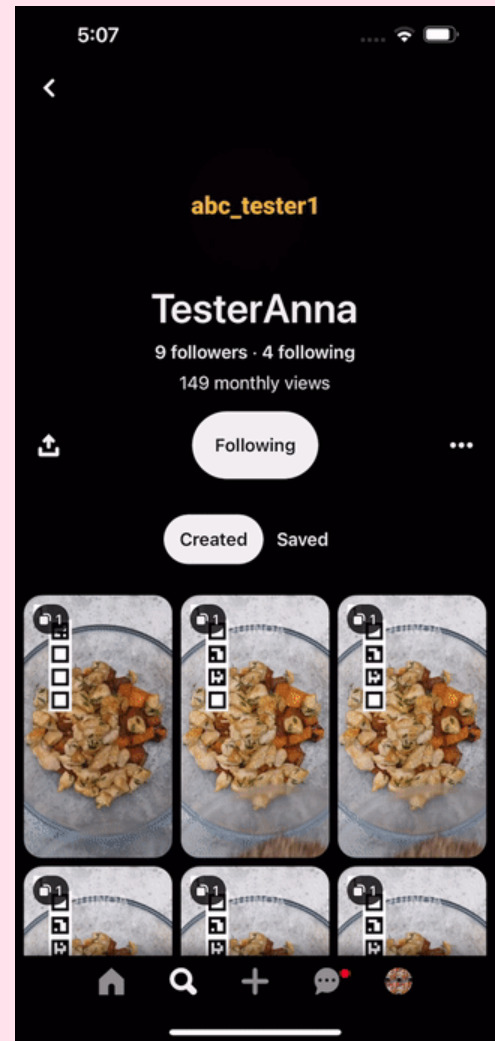 5:07
abc_tester1
TesterAnna
9 followers · 4 following
149 monthly views
Following
Created Saved
1 1 1
1 1 1